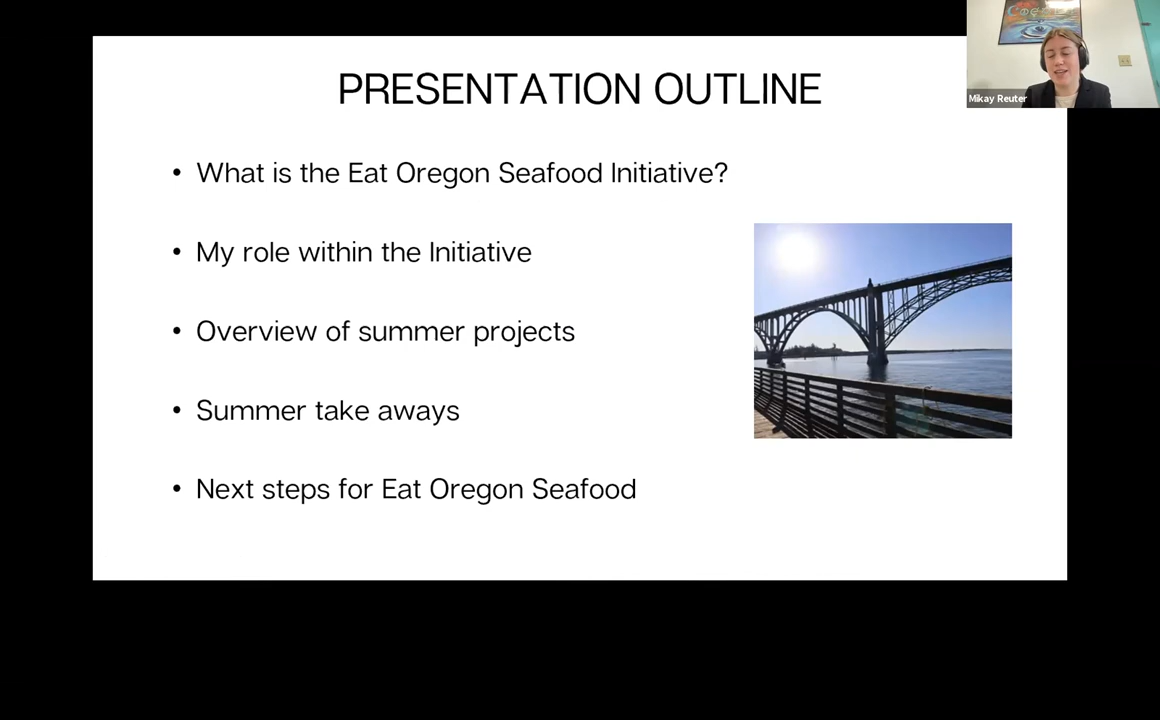 PRESENTATION OUTLINE
• What is the Eat Oregon Seafood Initiative?
• My role within the Initiative
• Overview of summer projects
• Summer take aways
• Next steps for Eat Oregon Seafood
Mikay Reuter